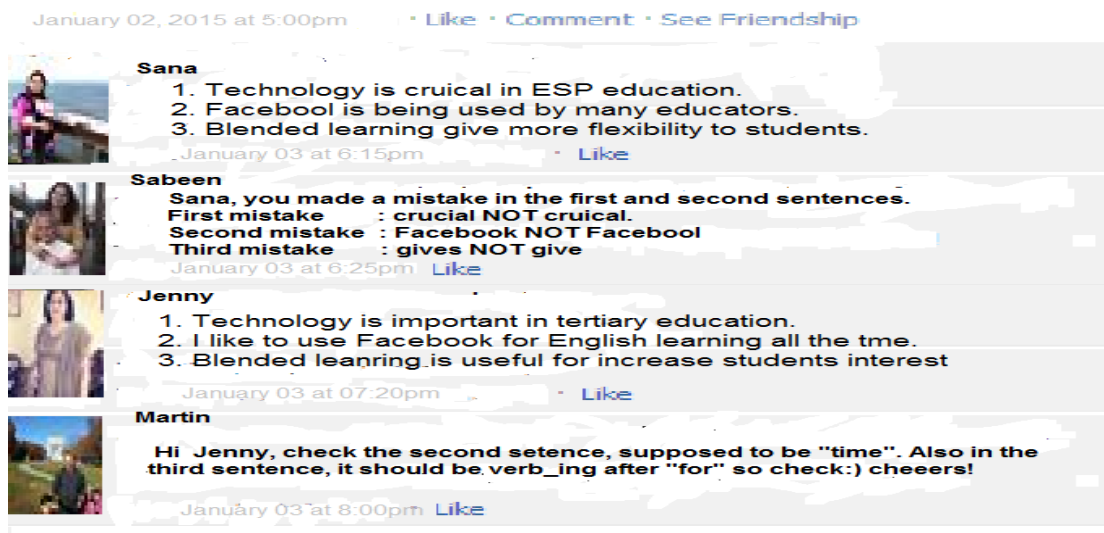 January 02, 2015 at 5:00pm · Like · Comment · See Friendship
Sana
1. Technology is cruical in ESP education.
2. Facebool is being used by many educators.
3. Blended learning give more flexibility to students.
January 03 at 6:15pm · Like
Sabeen
Sana, you made a mistake in the first and second sentences.
First mistake : crucial NOT cruical.
Second mistake : Facebook NOT Facebool
Third mistake : gives NOT give
January 03 at 6:25pm Like
Jenny
1. Technology is important in tertiary education.
2. I like to use Facebook for English learning all the tme.
3. Blended leanring is useful for increase students interest
January 03 at 07:20pm · Like
Martin
Hi Jenny, check the second setence, supposed to be "time". Also in the
third sentence, it should be verb_ing after "for" so check:) cheeers!
January 03 at 8:00pm Like